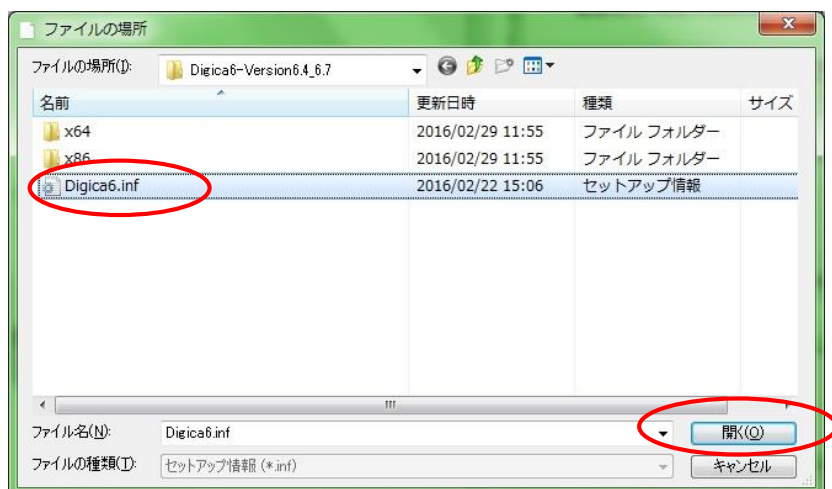 ファイルの場所
ファイルの場所(I): Digica6-Version6.4_6.7
名前 更新日時 種類 サイズ
x64 2016/02/29 11:55 ファイル フォルダー
x86 2016/02/29 11:55 ファイル フォルダー
Digica6.inf 2016/02/22 15:06 セットアップ情報
ファイル名(N): Digica6.inf 開く(O)
ファイルの種類(T): セットアップ情報 (*.inf) キャンセル